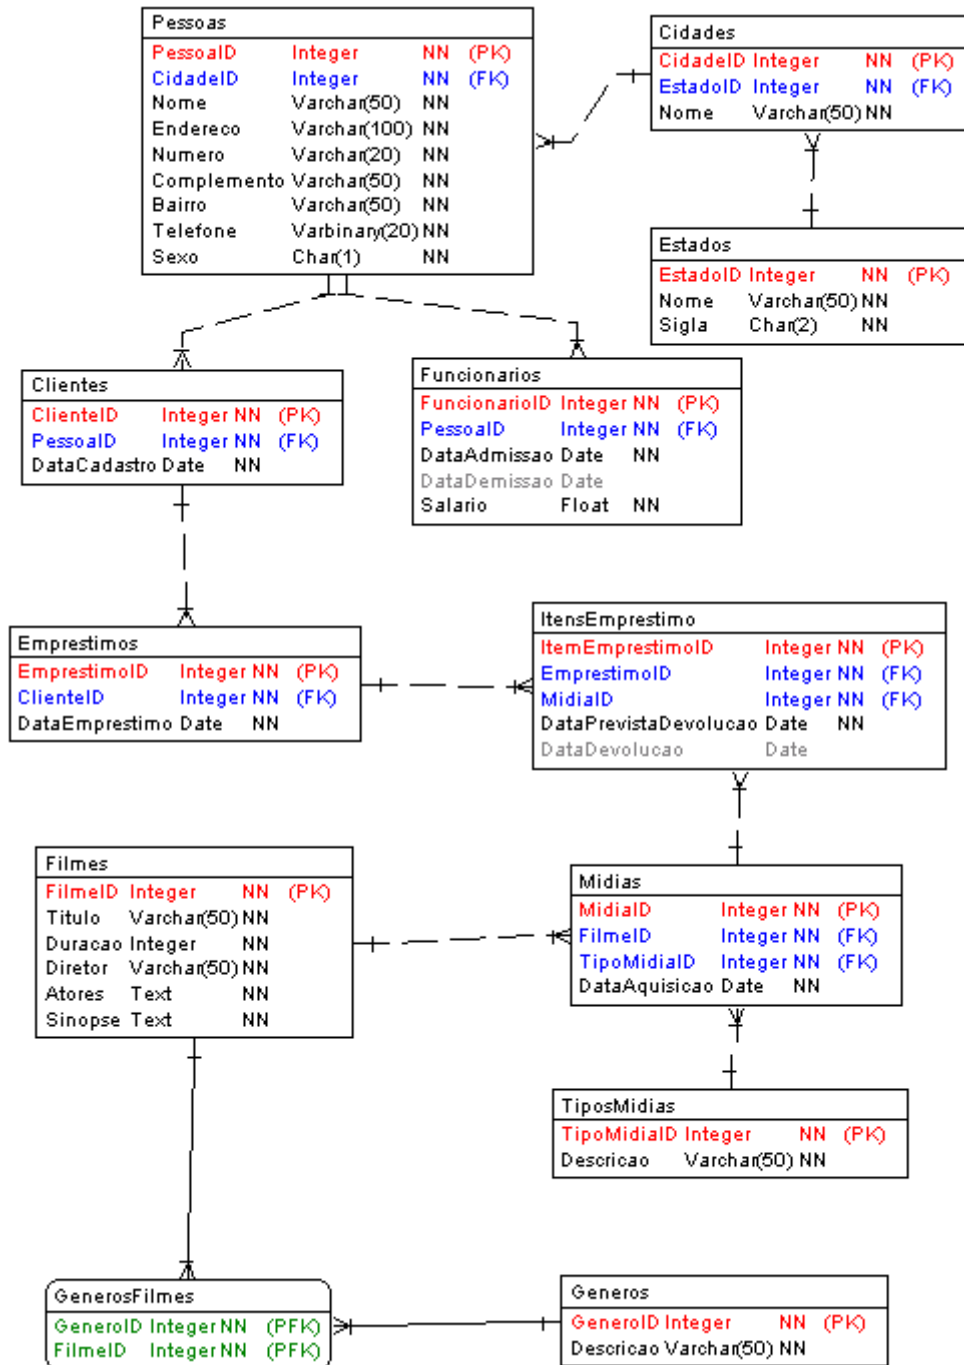 Pessoas
PessoaID Integer NN (PK)
CidadeID Integer NN (FK)
Nome Varchar(50) NN
Endereco Varchar(100) NN
Numero Varchar(20) NN
Complemento Varchar(50) NN
Bairro Varchar(50) NN
Telefone Varbinary(20) NN
Sexo Char(1) NN
Cidades
CidadeID Integer NN (PK)
EstadoID Integer NN (FK)
Nome Varchar(50) NN
Estados
EstadoID Integer NN (PK)
Nome Varchar(50) NN
Sigla Char(2) NN
Clientes
ClienteID Integer NN (PK)
PessoaID Integer NN (FK)
DataCadastro Date NN
Funcionarios
FuncionarioID Integer NN (PK)
PessoaID Integer NN (FK)
DataAdmissao Date NN
DataDemissao Date
Salario Float NN
Emprestimos
EmprestimoID Integer NN (PK)
ClienteID Integer NN (FK)
DataEmprestimo Date NN
ItensEmprestimo
ItemEmprestimoID Integer NN (PK)
EmprestimoID Integer NN (FK)
MidiaID Integer NN (FK)
DataPrevistaDevolucao Date NN
DataDevolucao Date
Filmes
FilmeID Integer NN (PK)
Titulo Varchar(50) NN
Duracao Integer NN
Diretor Varchar(50) NN
Atores Text NN
Sinopse Text NN
Midias
MidiaID Integer NN (PK)
FilmeID Integer NN (FK)
TipoMidiaID Integer NN (FK)
DataAquisicao Date NN
TiposMidias
TipoMidiaID Integer NN (PK)
Descricao Varchar(50) NN
GenerosFilmes
GeneroID Integer NN (PFK)
FilmeID Integer NN (PFK)
Generos
GeneroID Integer NN (PK)
Descricao Varchar(50) NN